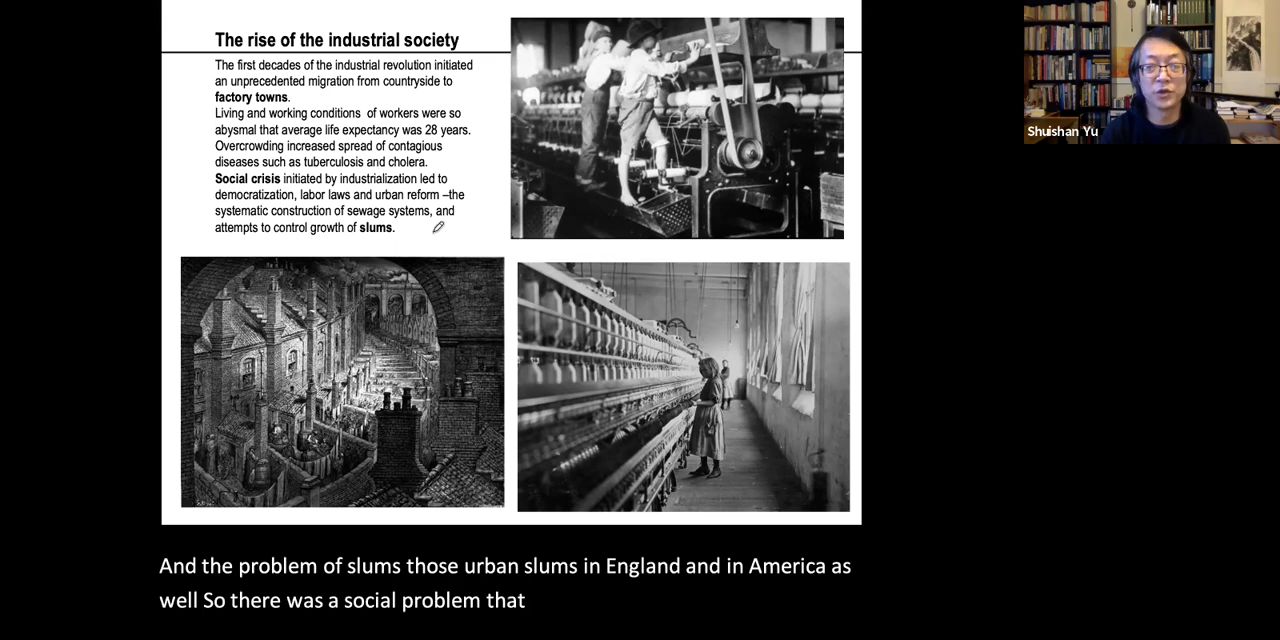 The rise of the industrial society
The first decades of the industrial revolution initiated
an unprecedented migration from countryside to
factory towns.
Living and working conditions of workers were so
abysmal that average life expectancy was 28 years.
Overcrowding increased spread of contagious
diseases such as tuberculosis and cholera.
Social crisis initiated by industrialization led to
democratization, labor laws and urban reform –the
systematic construction of sewage systems, and
attempts to control growth of slums.
Shuishan Yu
And the problem of slums those urban slums in England and in America as
well So there was a social problem that